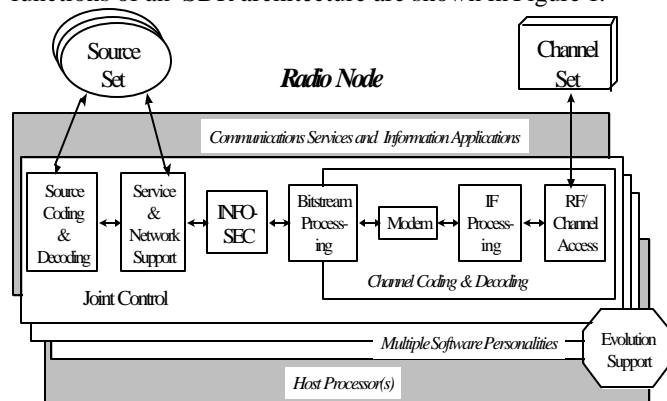 functions of an SDR architecture are shown in Figure 1.
Source
Set
Radio Node
Channel
Set
Communications Services and Information Applications
Source
Coding
&
Decoding
Service
&
Network
Support
INFO-
SEC
Bitstream
Process-
ing
Modem
IF
Process-
ing
RF/
Channel
Access
Channel Coding & Decoding
Joint Control
Multiple Software Personalities
Evolution
Support
Host Processor(s)